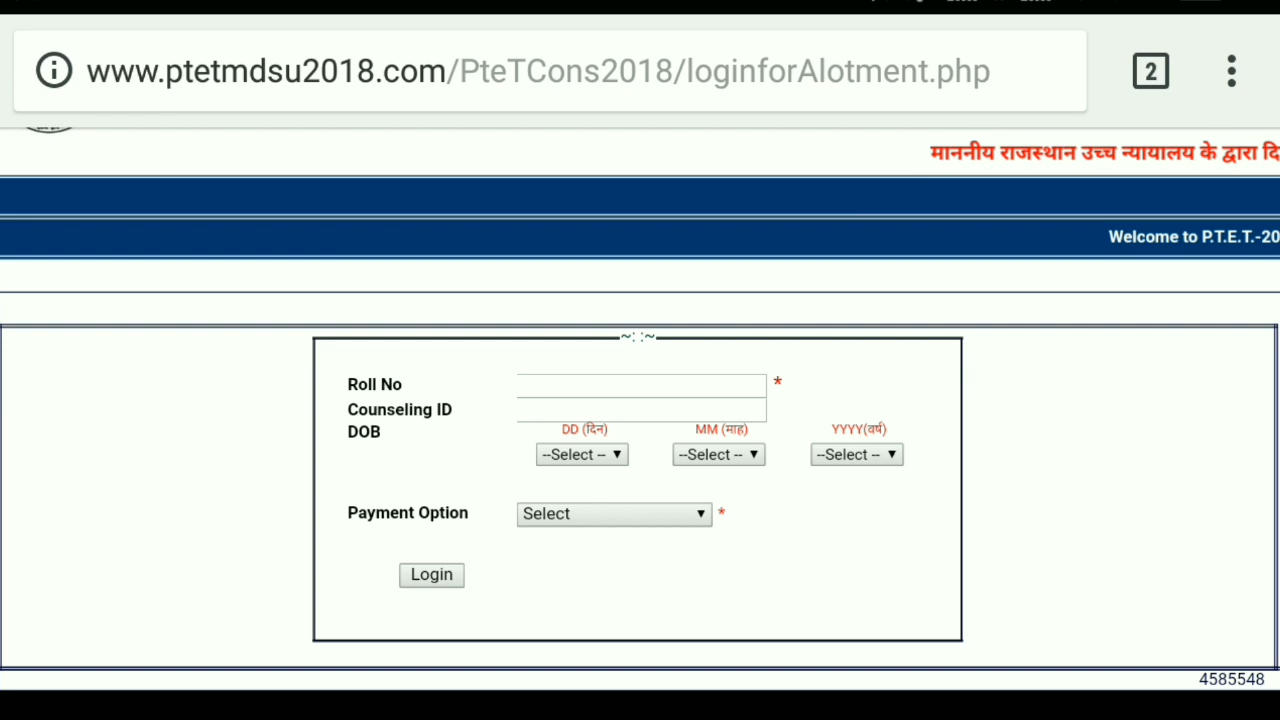 www.ptetmdsu2018.com/PteTCons2018/loginforAlotment.php
2
माननीय राजस्थान उच्च न्यायालय के द्वारा दि
Welcome to P.T.E.T.-20
~: :~
Roll No *
Counseling ID
DOB
DD (दिन) MM (माह) YYYY(वर्ष)
--Select -- --Select -- --Select --
Payment Option Select *
Login
4585548